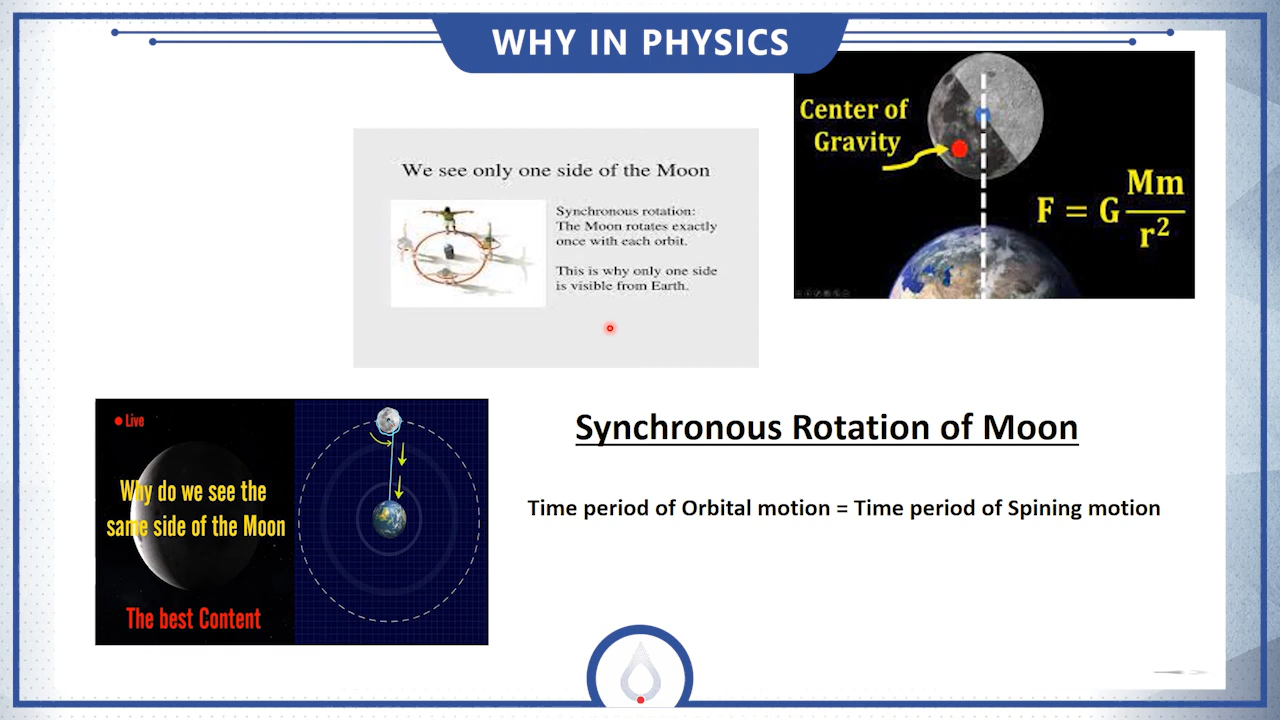 WHY IN PHYSICS
We see only one side of the Moon
Synchronous rotation:
The Moon rotates exactly
once with each orbit.
This is why only one side
is visible from Earth.
Center of
Gravity
F = G Mm
r²
Live
Why do we see the
same side of the Moon
The best Content
Synchronous Rotation of Moon
Time period of Orbital motion = Time period of Spining motion